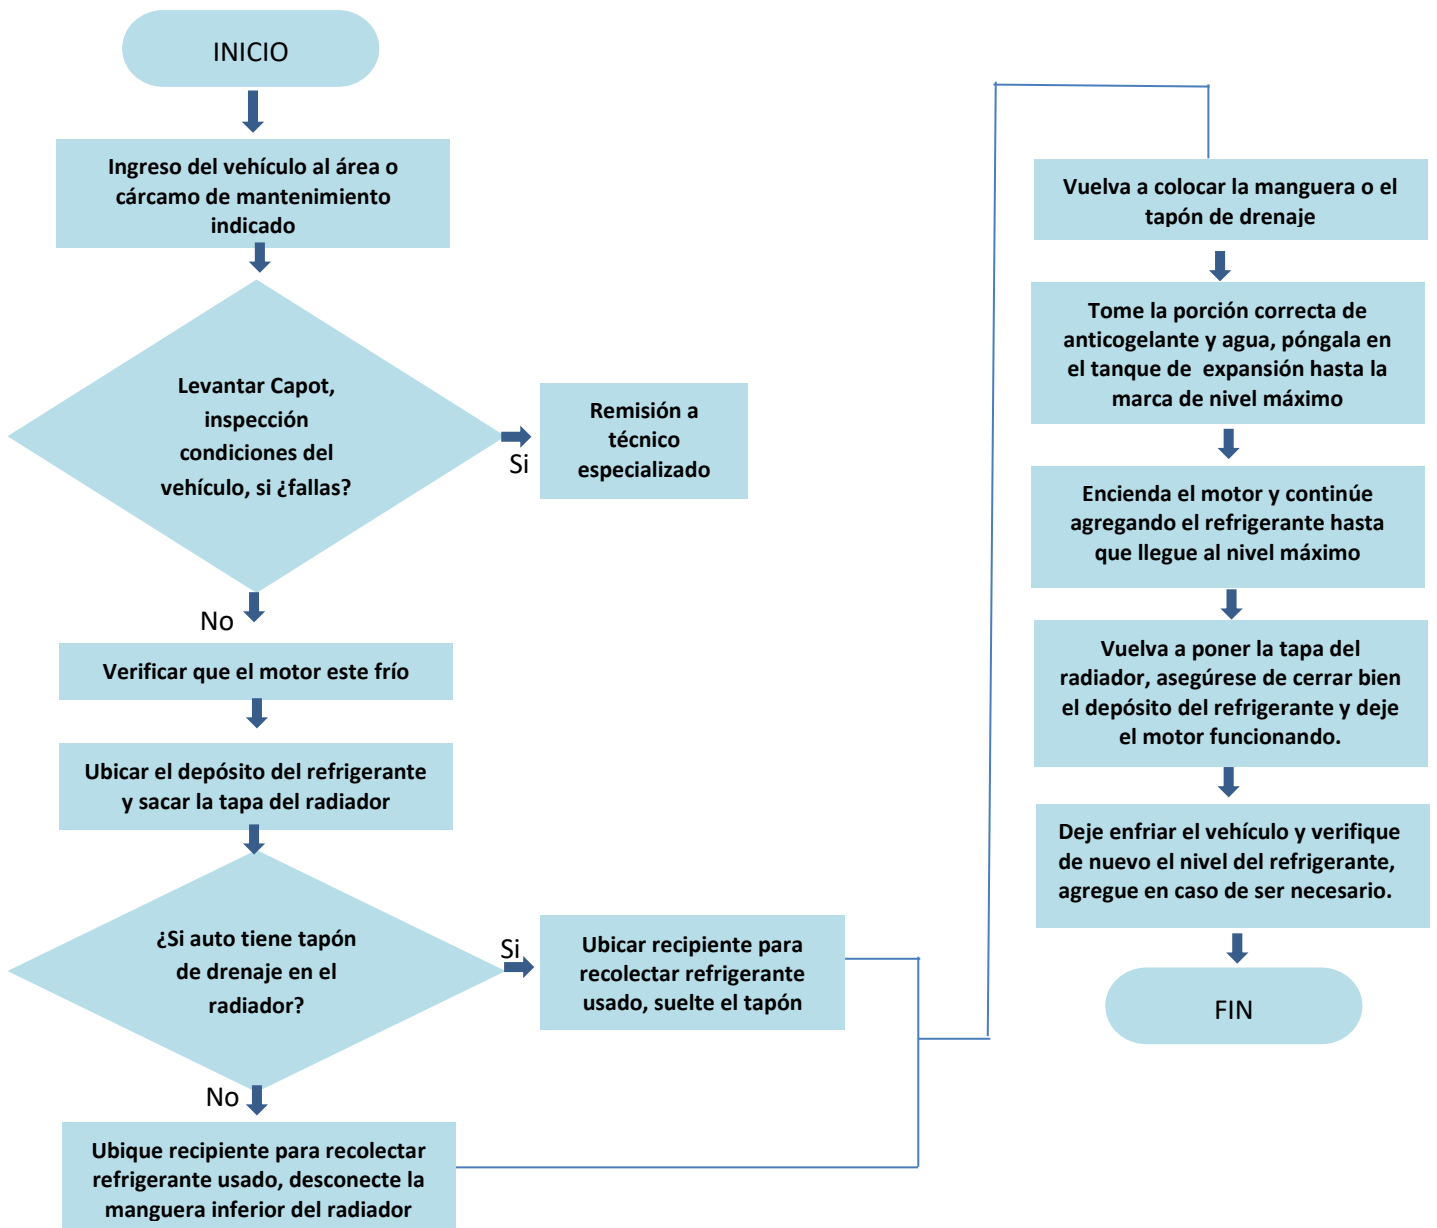 INICIO
Ingreso del vehículo al área o
cárcamo de mantenimiento
indicado
Levantar Capot,
inspección
condiciones del
vehículo, si ¿fallas?
Si
Remisión a
técnico
especializado
No
Verificar que el motor este frío
Ubicar el depósito del refrigerante
y sacar la tapa del radiador
¿Si auto tiene tapón
de drenaje en el
radiador?
Si
Ubicar recipiente para
recolectar refrigerante
usado, suelte el tapón
No
Ubique recipiente para recolectar
refrigerante usado, desconecte la
manguera inferior del radiador
Vuelva a colocar la manguera o el
tapón de drenaje
Tome la porción correcta de
anticogelante y agua, póngala en
el tanque de expansión hasta la
marca de nivel máximo
Encienda el motor y continúe
agregando el refrigerante hasta
que llegue al nivel máximo
Vuelva a poner la tapa del
radiador, asegúrese de cerrar bien
el depósito del refrigerante y deje
el motor funcionando.
Deje enfriar el vehículo y verifique
de nuevo el nivel del refrigerante,
agregue en caso de ser necesario.
FIN